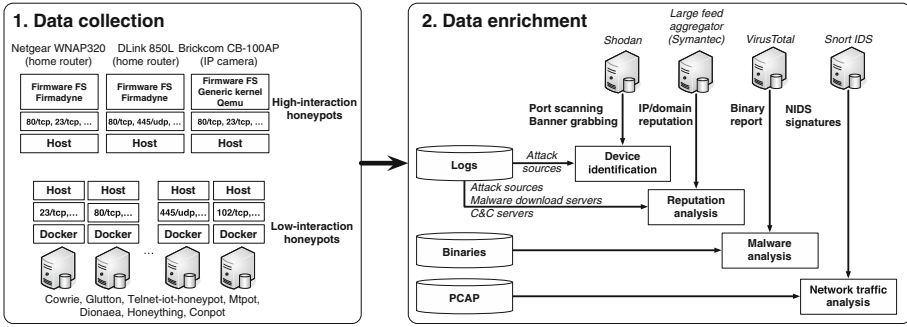 1. Data collection
Netgear WNAP320
(home router)
DLink 850L
(home router)
Brickcom CB-100AP
(IP camera)
Firmware FS
Firmadyne
Firmware FS
Firmadyne
Firmware FS
Generic kernel
Qemu
80/tcp, 23/tcp, ...
80/tcp, 445/udp, ...
80/tcp, 23/tcp, ...
Host
Host
Host
High-interaction
honeypots
Host
Host
Host
Host
23/tcp,...
80/tcp,...
445/udp,...
102/tcp,...
Docker
Docker
Docker
Docker
...
Low-interaction
honeypots
Cowrie, Glutton, Telnet-iot-honeypot, Mtpot,
Dionaea, Honeything, Conpot
2. Data enrichment
Shodan
Large feed
aggregator
(Symantec)
VirusTotal
Snort IDS
Port scanning
Banner grabbing
IP/domain
reputation
Binary
report
NIDS
signatures
Logs
Attack
sources
Device
identification
Attack sources
Malware download servers
C&C servers
Reputation
analysis
Binaries
Malware
analysis
PCAP
Network traffic
analysis